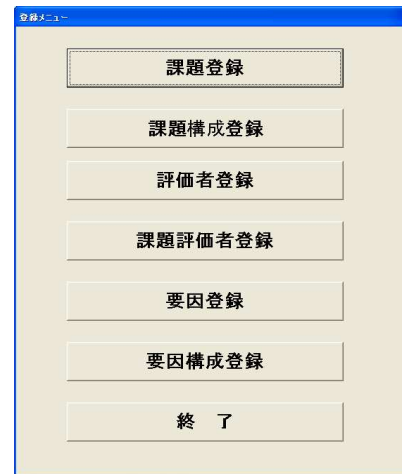 登録メニュー
課題登録
課題構成登録
評価者登録
課題評価者登録
要因登録
要因構成登録
終　了